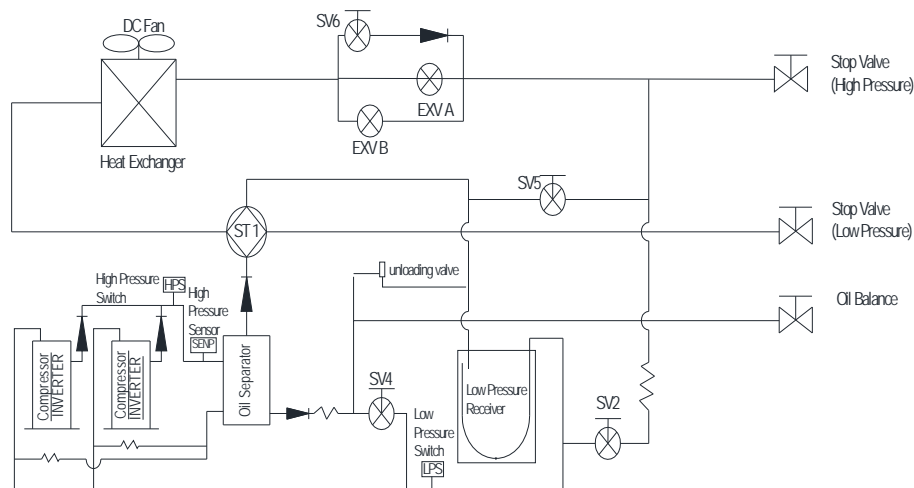 SV6
DC Fan
Stop Valve
(High Pressure)
EXV A
EXV B
Heat Exchanger
SV5
Stop Valve
(Low Pressure)
ST1
High Pressure
Switch
HPS
High
Pressure
Sensor
SENP
unloading valve
Oil Balance
Compressor
INVERTER
Compressor
INVERTER
Oil Separator
SV4
Low
Pressure
Switch
LPS
Low Pressure
Receiver
SV2